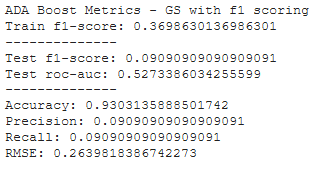 ADA Boost Metrics - GS with f1 scoring
Train f1-score: 0.3698630136986301
--------------
Test f1-score: 0.09090909090909091
Test roc-auc: 0.5273386034255599
--------------
Accuracy: 0.9303135888501742
Precision: 0.09090909090909091
Recall: 0.09090909090909091
RMSE: 0.2639818386742273